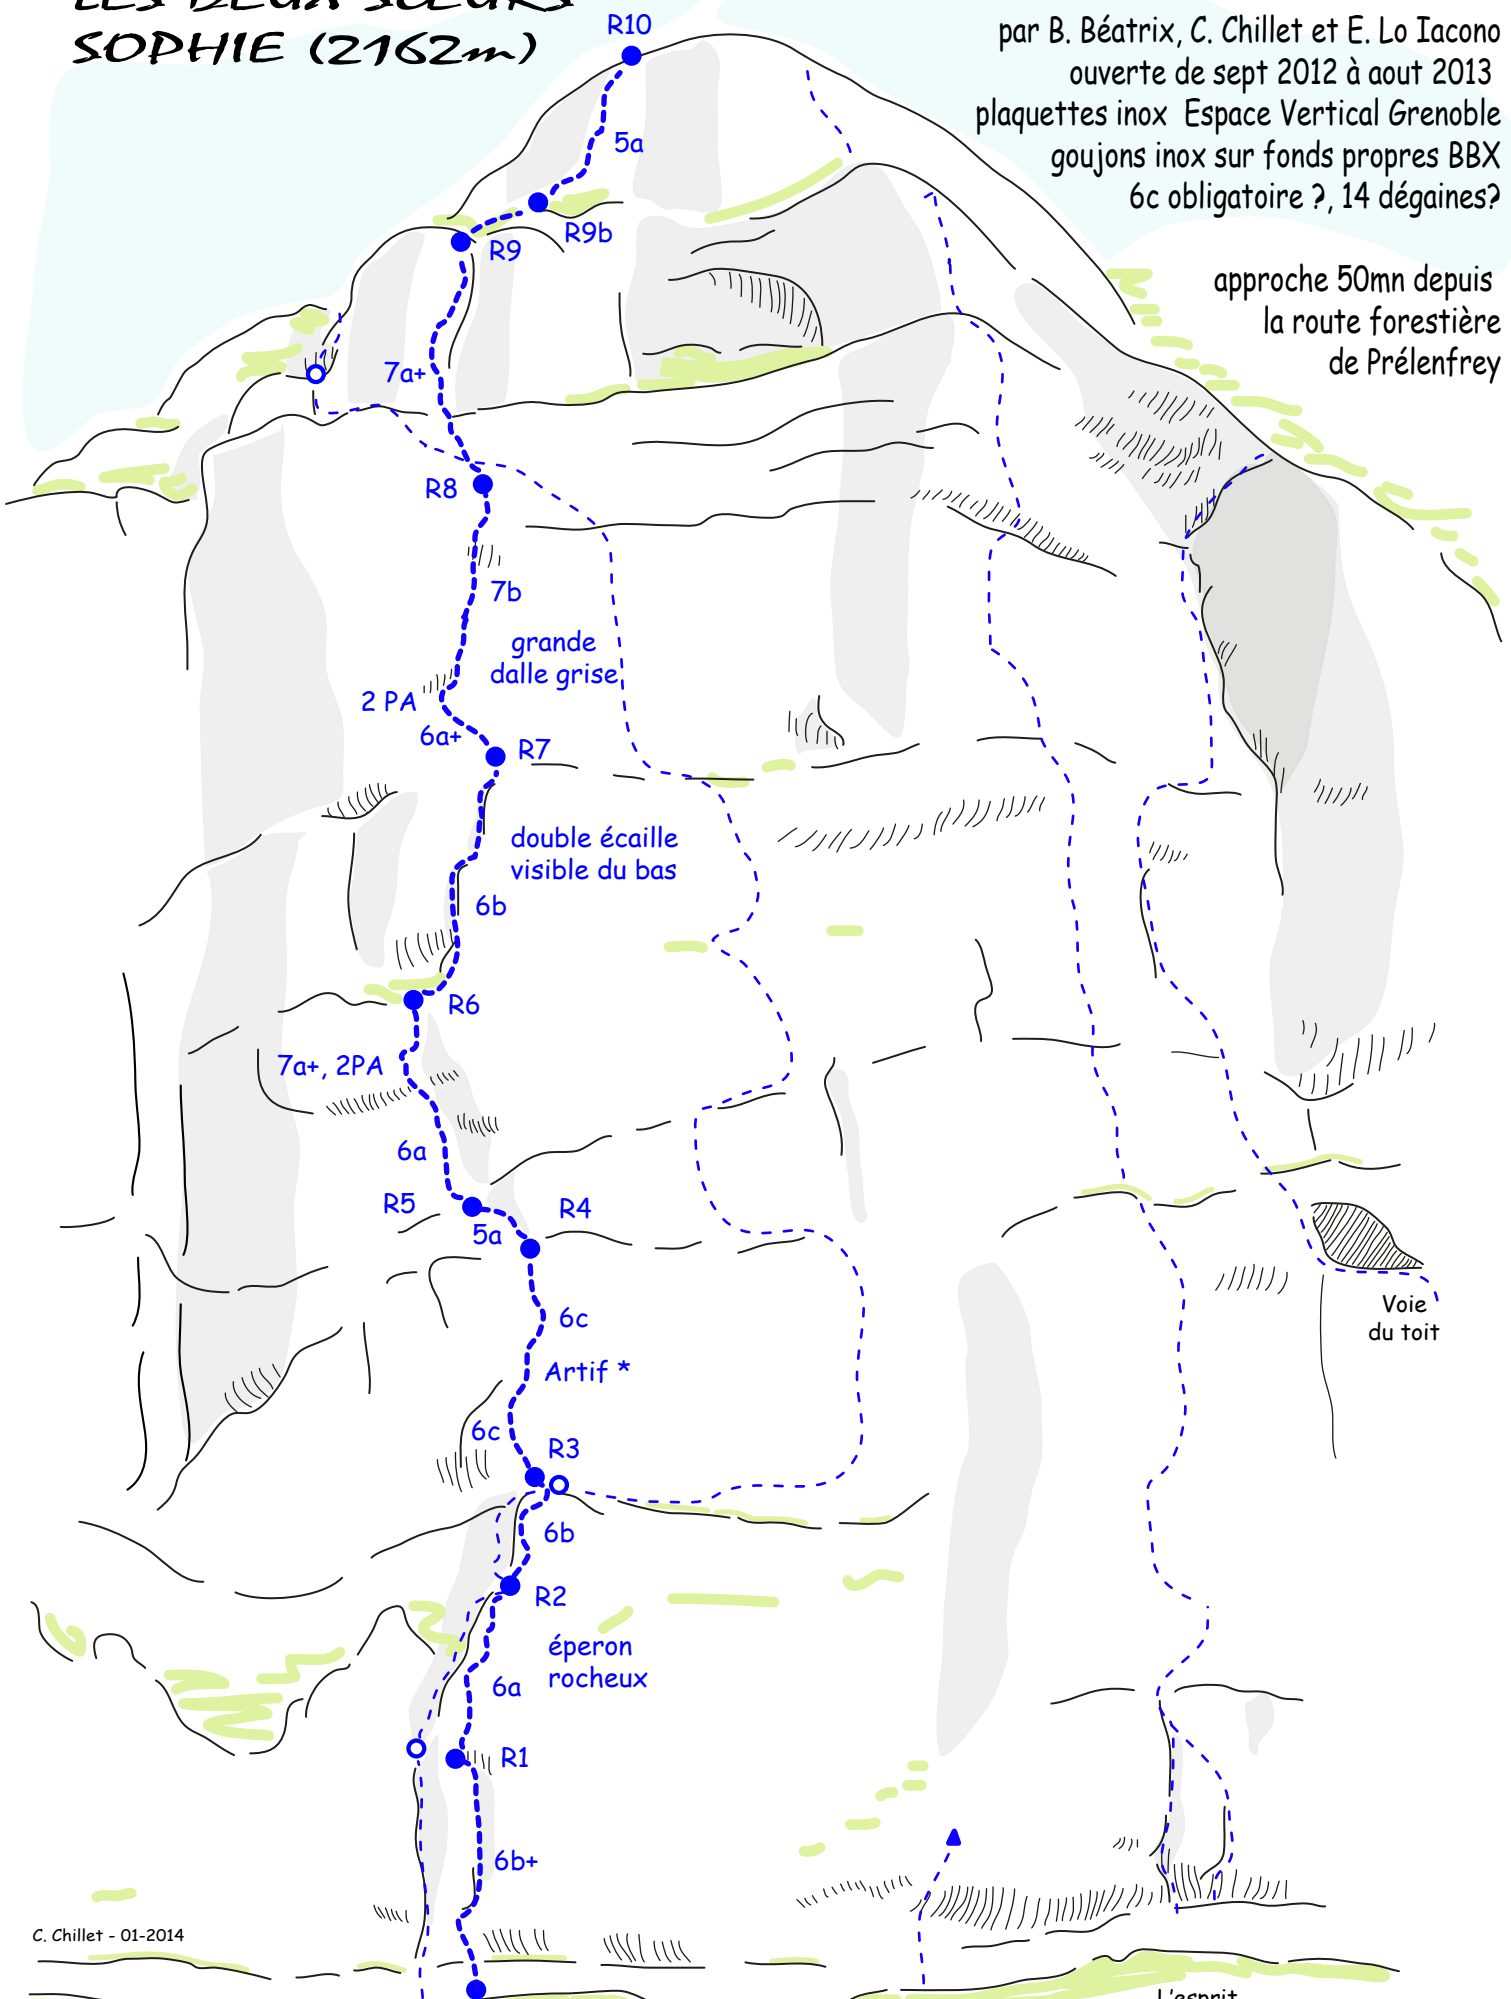 LES DEUX SOEURS
SOPHIE (2162m)
par B. Béatrix, C. Chillet et E. Lo Iacono
ouverte de sept 2012 à aout 2013
plaquettes inox Espace Vertical Grenoble
goujons inox sur fonds propres BBX
6c obligatoire ?, 14 dégaines?
approche 50mn depuis
la route forestière
de Prélenfrey
R10
5a
R9b
R9
7a+
R8
7b
grande
dalle grise
2 PA
6a+
R7
double écaille
visible du bas
6b
R6
7a+, 2PA
6a
R5
R4
5a
6c
Artif *
6c
R3
6b
R2
éperon
rocheux
6a
R1
6b+
Voie
du toit
C. Chillet - 01-2014
L'esprit